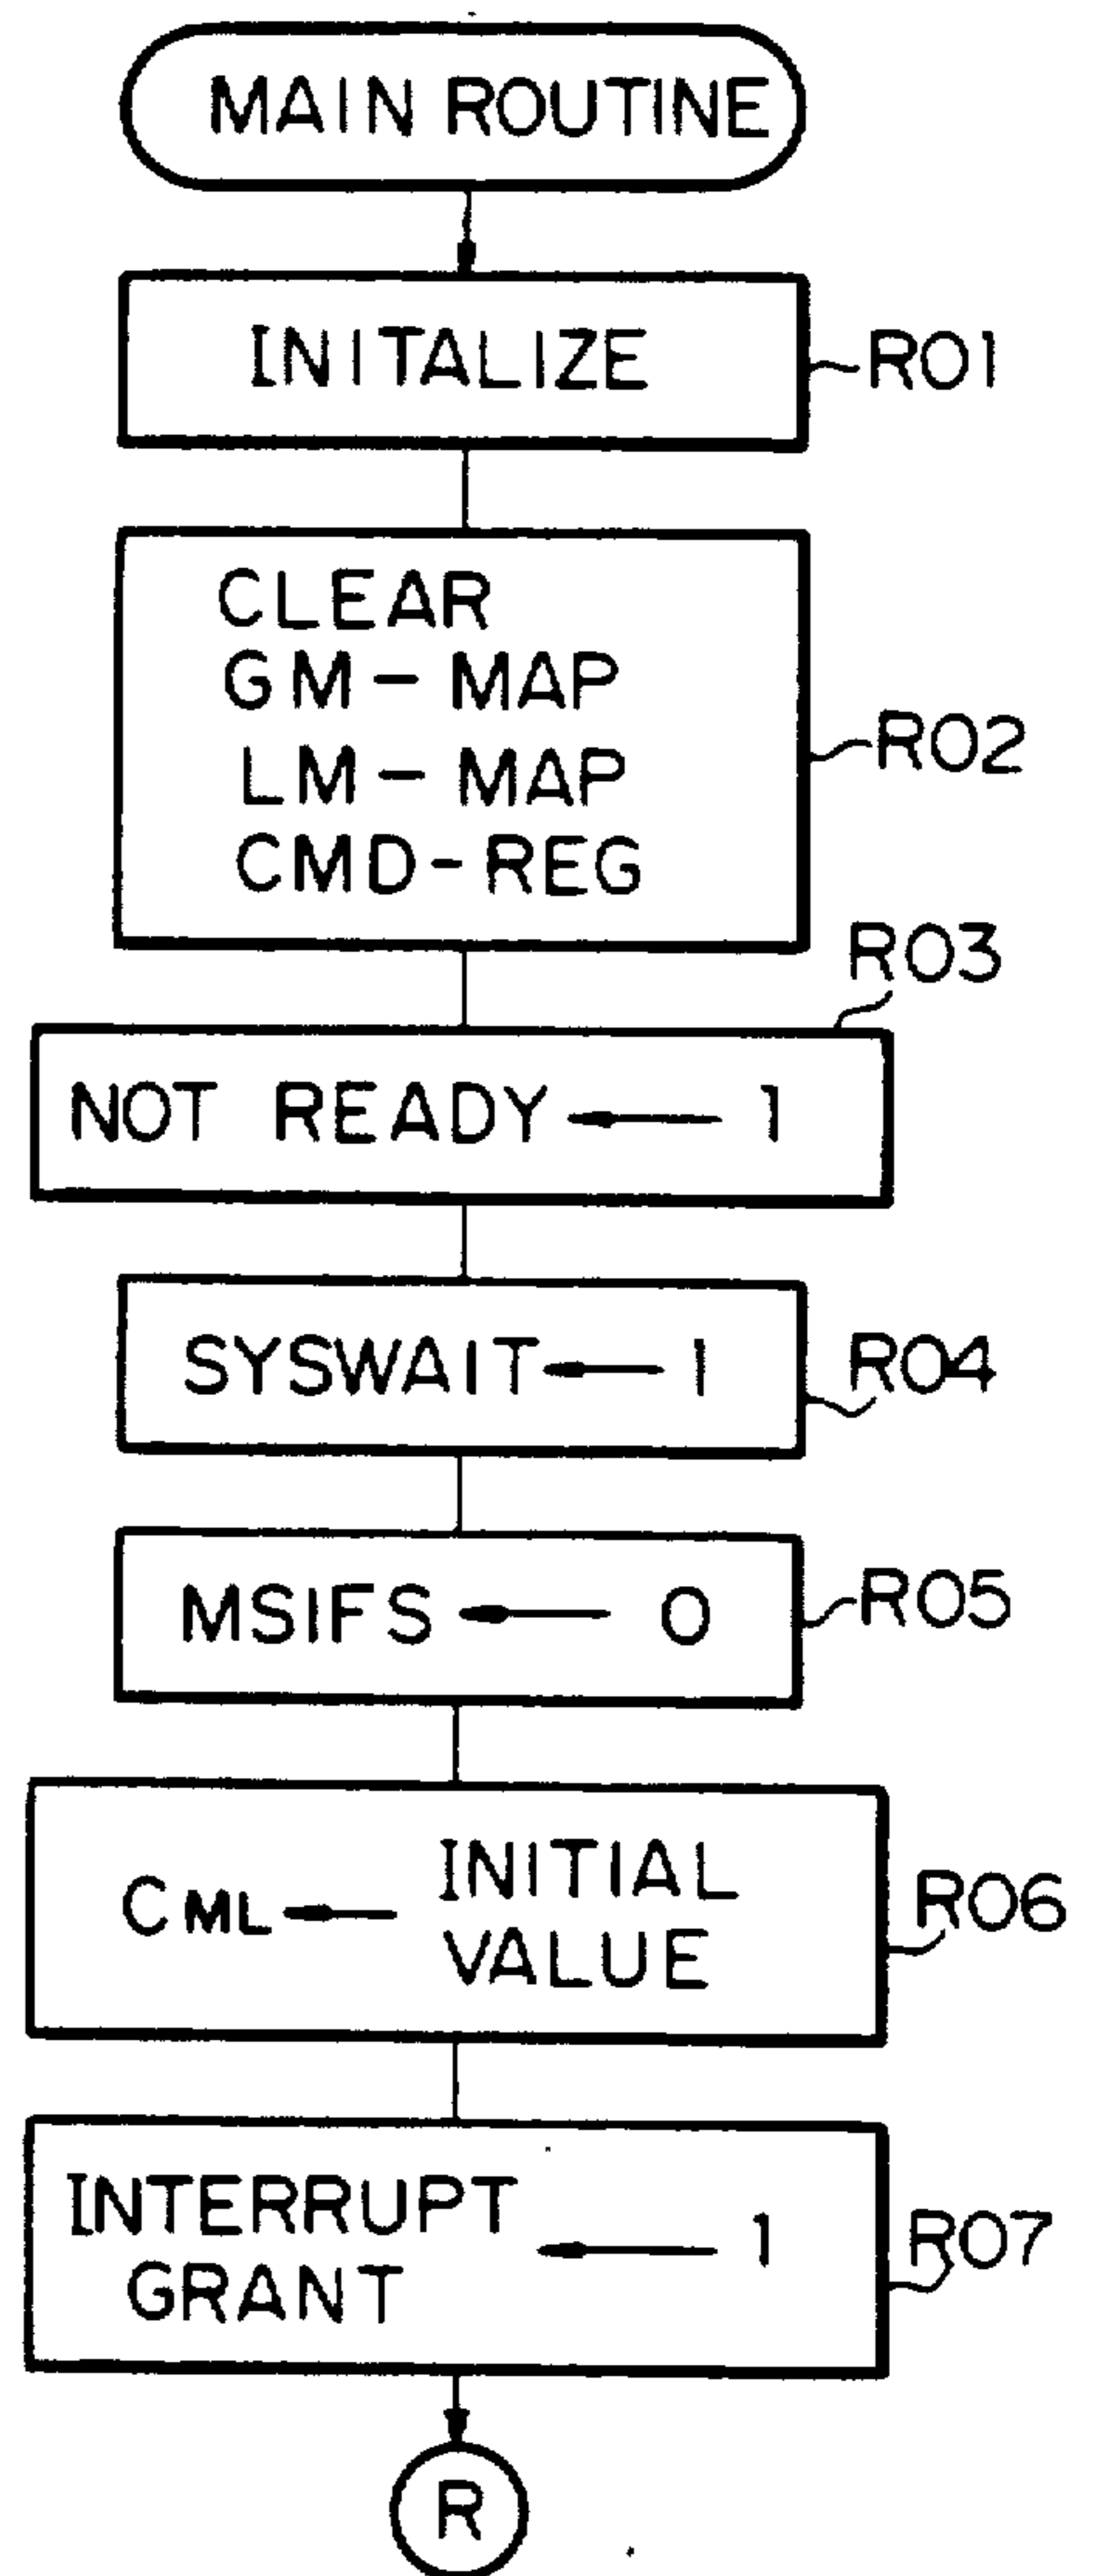 MAIN ROUTINE
INITALIZE
R01
CLEAR
GM-MAP
LM-MAP
CMD-REG
R02
R03
NOT READY ← 1
SYSWAIT ← 1
R04
MSIFS ← 0
R05
CML ← INITIAL
VALUE
R06
INTERRUPT
GRANT ← 1
R07
R